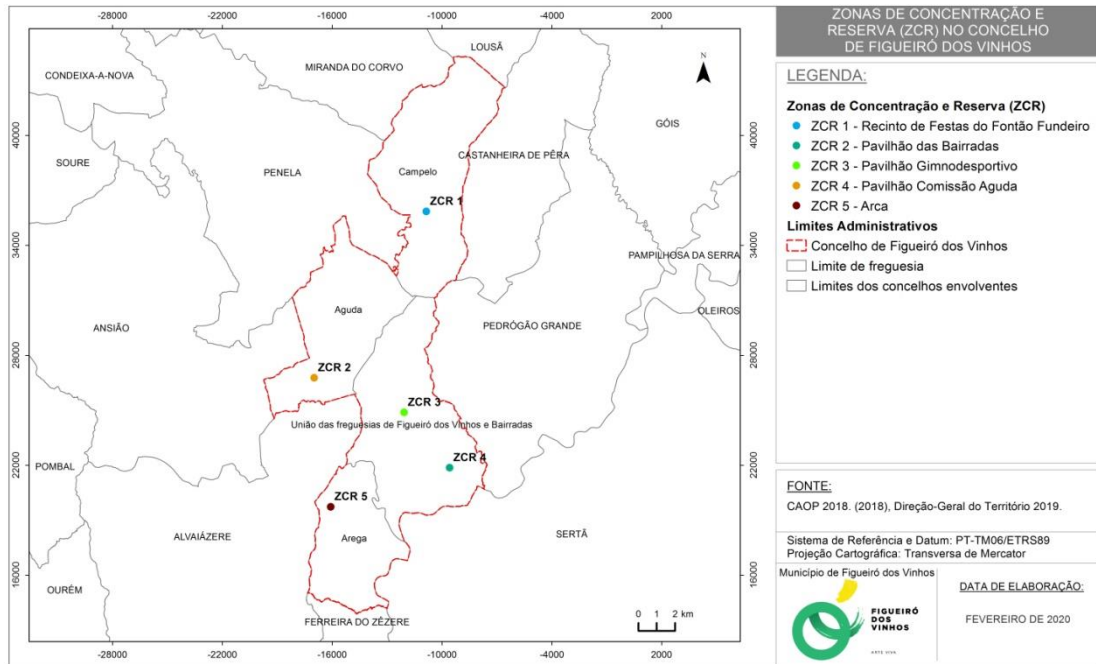 -28000 -22000 -16000 -10000 -4000 2000
ZONAS DE CONCENTRAÇÃO E
RESERVA (ZCR) NO CONCELHO
DE FIGUEIRÓ DOS VINHOS
LOUSÃ
MIRANDA DO CORVO
CONDEIXA-A-NOVA
N
GÓIS
40000
40000
SOURE
PENELA
Campelo
CASTANHEIRA DE PÊRA
ZCR 1
34000
34000
PAMPILHOSA DA SERRA
OLEIROS
Aguda
ANSIÃO
PEDRÓGÃO GRANDE
28000
28000
ZCR 2
ZCR 3
União das freguesias de Figueiró dos Vinhos e Bairradas
POMBAL
22000
22000
ZCR 4
ZCR 5
ALVAIÁZERE
Arega
SERTÃ
OURÉM
16000
16000
FERREIRA DO ZÊZERE
0 1 2 km
-28000 -22000 -16000 -10000 -4000 2000
LEGENDA:
Zonas de Concentração e Reserva (ZCR)
ZCR 1 - Recinto de Festas do Fontão Fundeiro
ZCR 2 - Pavilhão das Bairradas
ZCR 3 - Pavilhão Gimnodesportivo
ZCR 4 - Pavilhão Comissão Aguda
ZCR 5 - Arca
Limites Administrativos
Concelho de Figueiró dos Vinhos
Limite de freguesia
Limites dos concelhos envolventes
FONTE:
CAOP 2018. (2018), Direção-Geral do Território 2019.
Sistema de Referência e Datum: PT-TM06/ETRS89
Projeção Cartográfica: Transversa de Mercator
Município de Figueiró dos Vinhos
FIGUEIRÓ
DOS
VINHOS
ARTE VIVA
DATA DE ELABORAÇÃO:
FEVEREIRO DE 2020